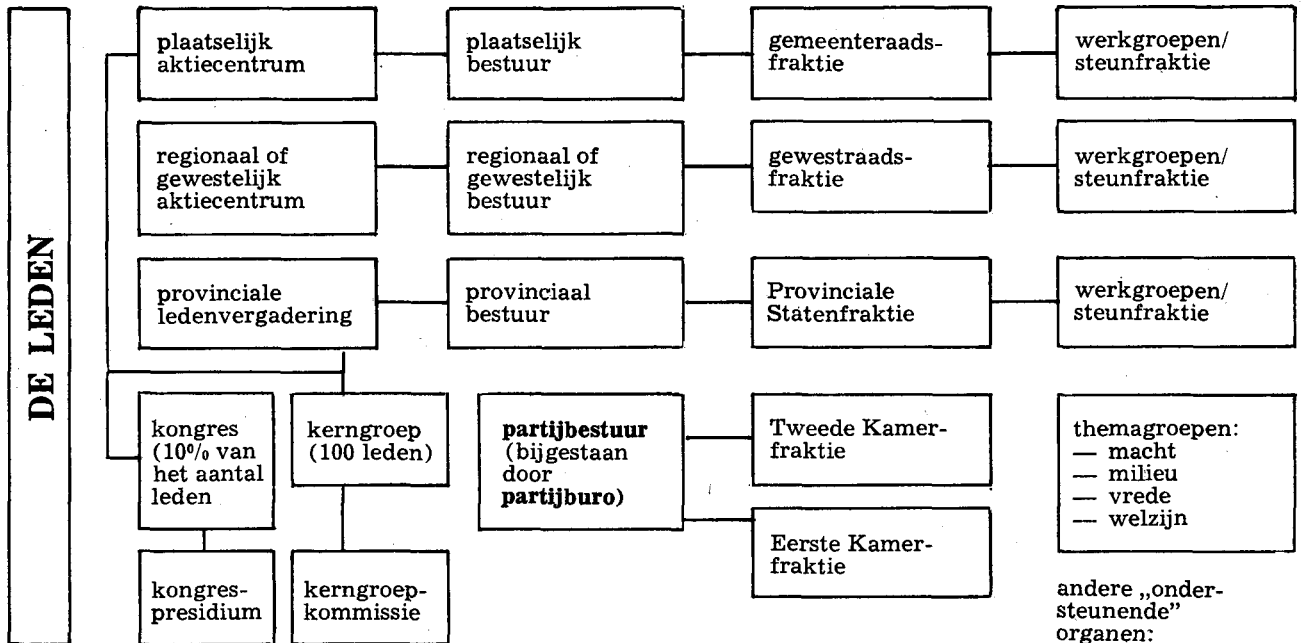 DE LEDEN
plaatselijk
aktiecentrum
plaatselijk
bestuur
gemeenteraads-
fraktie
werkgroepen/
steunfraktie
regionaal of
gewestelijk
aktiecentrum
regionaal of
gewestelijk
bestuur
gewestraads-
fraktie
werkgroepen/
steunfraktie
provinciale
ledenvergadering
provinciaal
bestuur
Provinciale
Statenfraktie
werkgroepen/
steunfraktie
kongres
(10% van
het aantal
leden
kerngroep
(100 leden)
partijbestuur
(bijgestaan
door
partijburo)
Tweede Kamer-
fraktie
themagroepen:
— macht
— milieu
— vrede
— welzijn
Eerste Kamer-
fraktie
kongres-
presidium
kerngroep-
kommissie
andere „onder-
steunende”
organen: